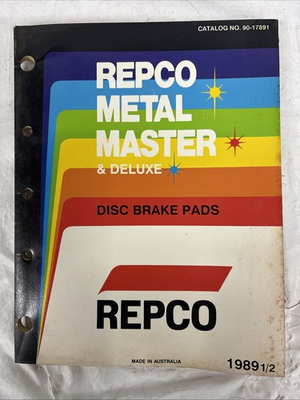 CATALOG NO. 90-17891
REPCO
METAL
MASTER
& DELUXE
DISC BRAKE PADS
REPCO
MADE IN AUSTRALIA
1989 1/2